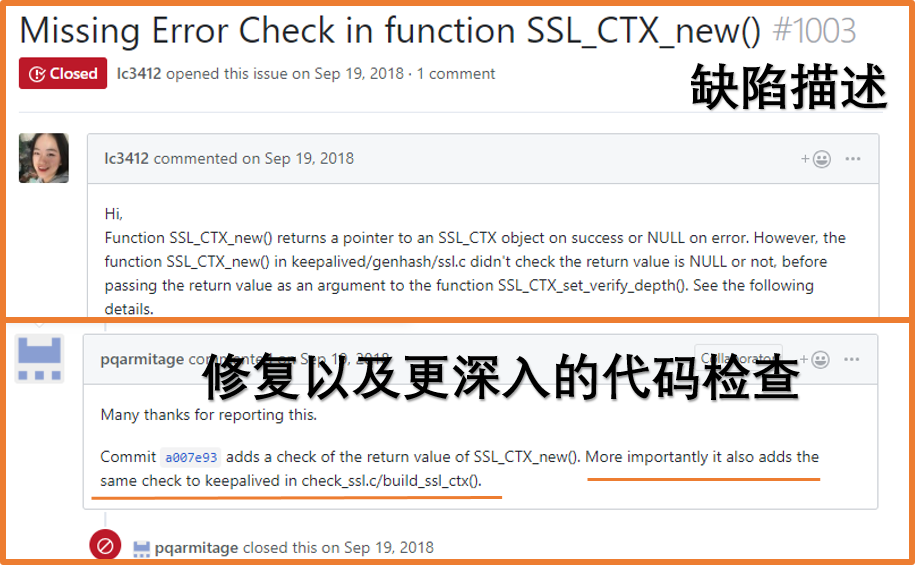 Missing Error Check in function SSL_CTX_new() #1003
Closed lc3412 opened this issue on Sep 19, 2018 · 1 comment
缺陷描述
lc3412 commented on Sep 19, 2018
Hi,
Function SSL_CTX_new() returns a pointer to an SSL_CTX object on success or NULL on error. However, the
function SSL_CTX_new() in keepalived/genhash/ssl.c didn't check the return value is NULL or not, before
passing the return value as an argument to the function SSL_CTX_set_verify_depth(). See the following
details.
pqarmitage commented on Sep 19, 2018 Collaborator
修复以及更深入的代码检查
Many thanks for reporting this.
Commit a007e93 adds a check of the return value of SSL_CTX_new(). More importantly it also adds the
same check to keepalived in check_ssl.c/build_ssl_ctx().
pqarmitage closed this on Sep 19, 2018